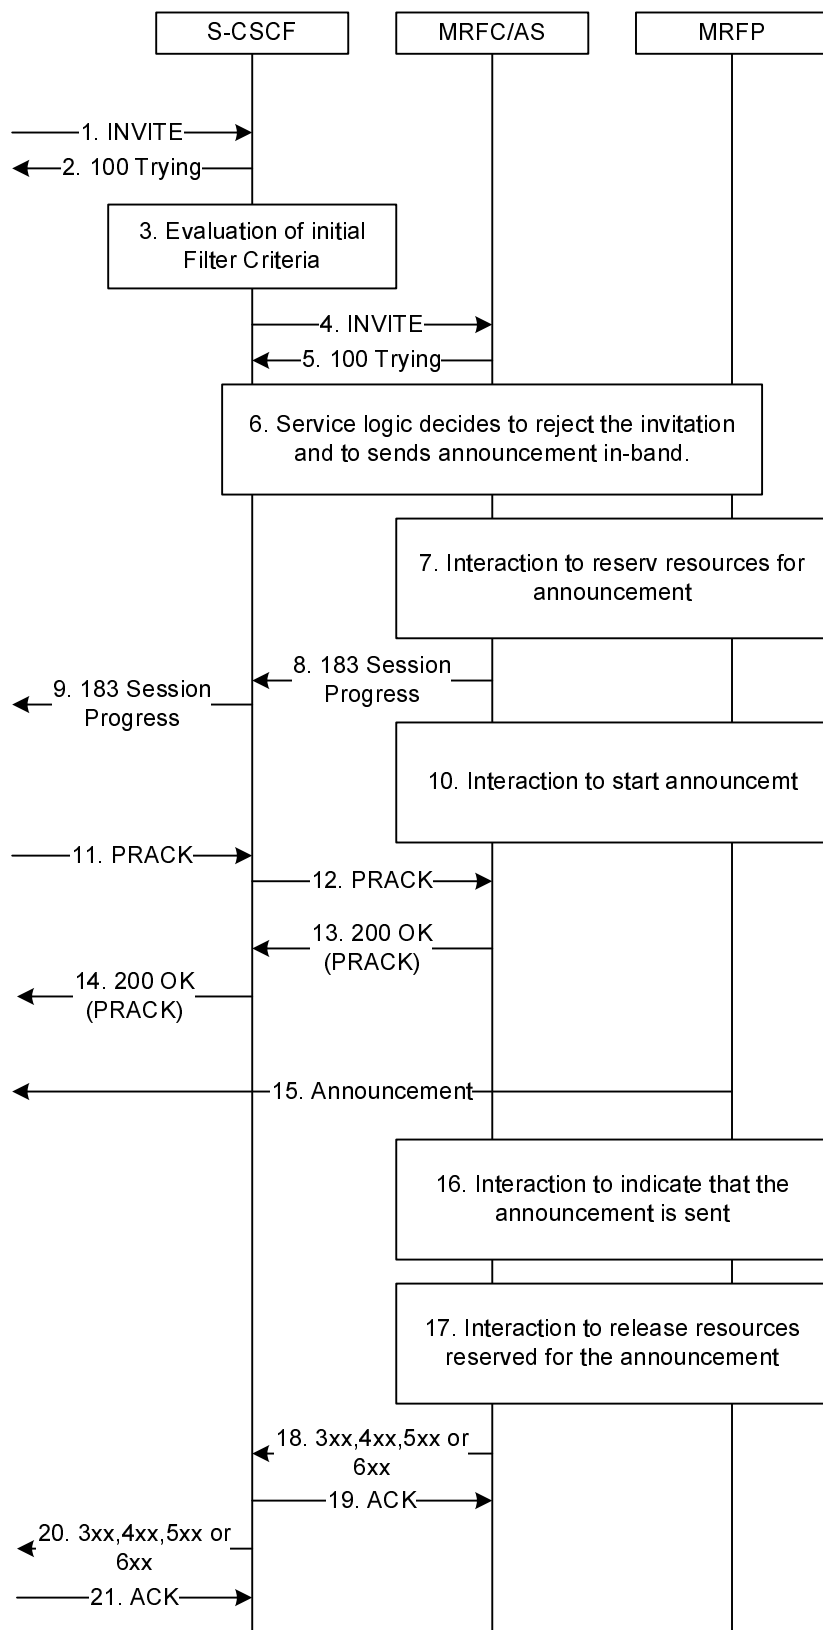 S-CSCF
MRFC/AS
MRFP
1. INVITE
2. 100 Trying
3. Evaluation of initial
Filter Criteria
4. INVITE
5. 100 Trying
6. Service logic decides to reject the invitation
and to sends announcement in-band.
7. Interaction to reserv resources for
announcement
8. 183 Session
Progress
9. 183 Session
Progress
10. Interaction to start announcemt
11. PRACK
12. PRACK
13. 200 OK
(PRACK)
14. 200 OK
(PRACK)
15. Announcement
16. Interaction to indicate that the
announcement is sent
17. Interaction to release resources
reserved for the announcement
18. 3xx,4xx,5xx or
6xx
19. ACK
20. 3xx,4xx,5xx or
6xx
21. ACK